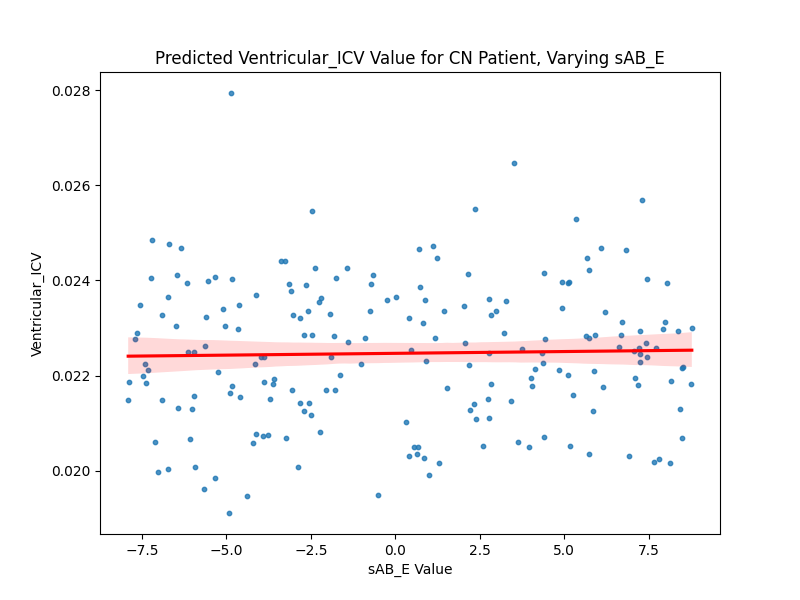 Predicted Ventricular_ICV Value for CN Patient, Varying sAB_E
0.028
0.026
0.024
0.022
0.020
Ventricular_ICV
−7.5 −5.0 −2.5 0.0 2.5 5.0 7.5
sAB_E Value